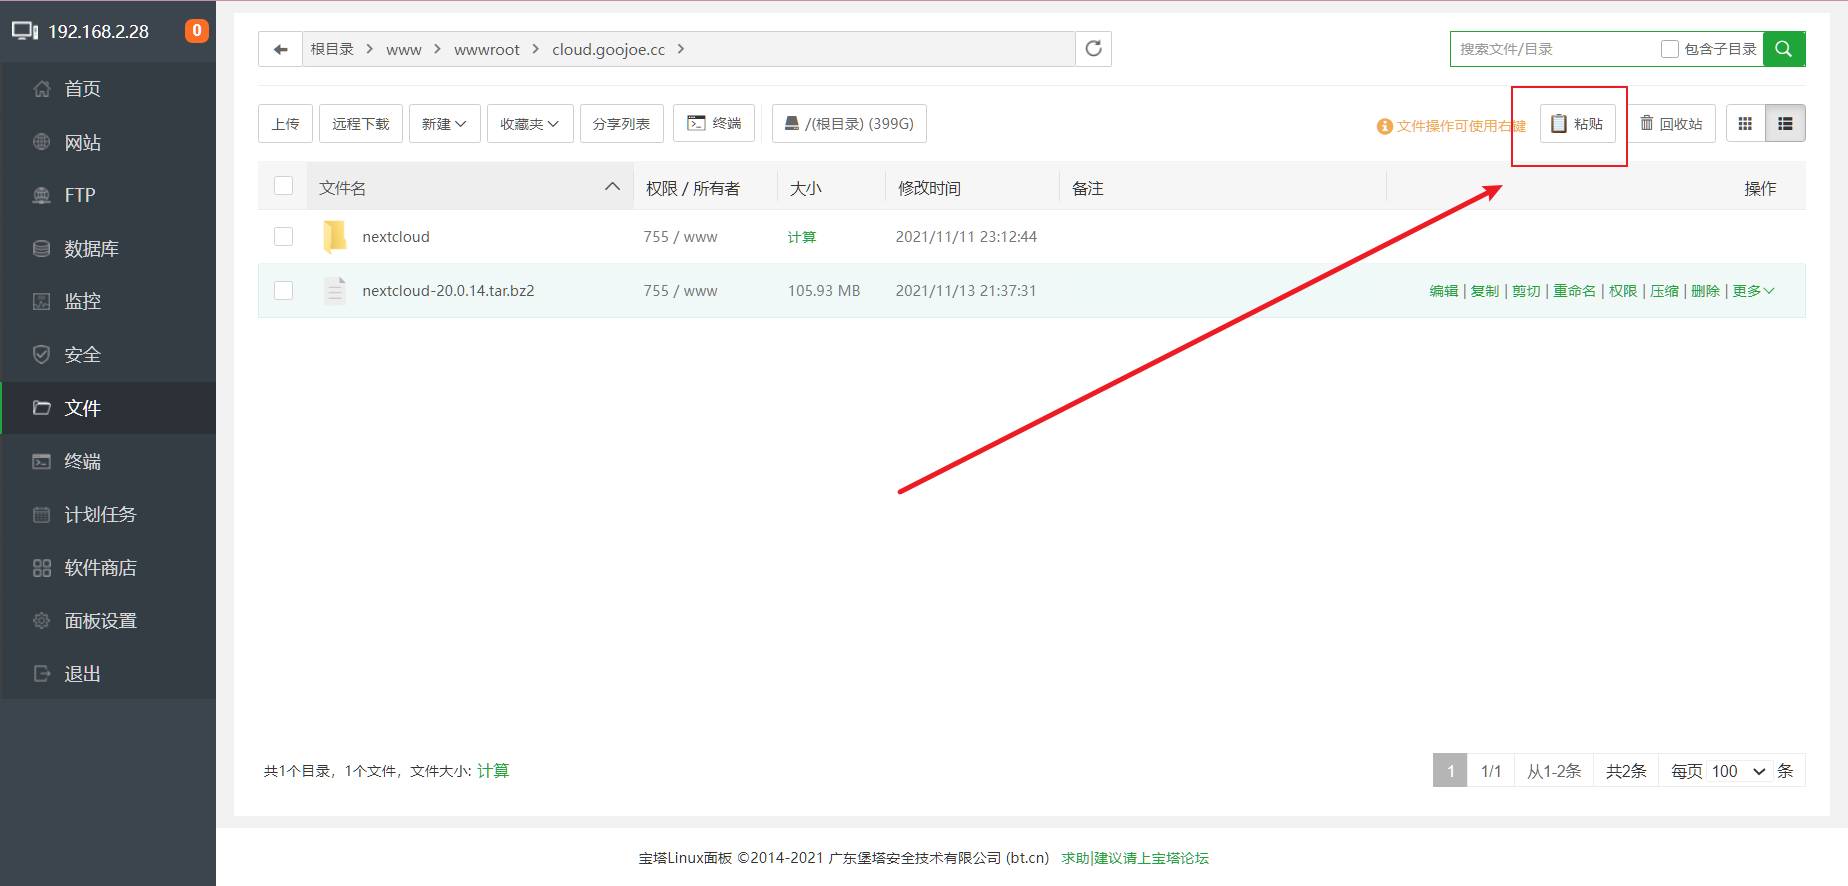 192.168.2.28 0
首页
网站
FTP
数据库
监控
安全
文件
终端
计划任务
软件商店
面板设置
退出
根目录 www wwwroot cloud.goojoe.cc
搜索文件/目录 包含子目录
上传 远程下载 新建 收藏夹 分享列表 终端 /(根目录) (399G)
文件操作可使用右键 粘贴 回收站
文件名 权限 / 所有者 大小 修改时间 备注 操作
nextcloud 755 / www 计算 2021/11/11 23:12:44
nextcloud-20.0.14.tar.bz2 755 / www 105.93 MB 2021/11/13 21:37:31 编辑 | 复制 | 剪切 | 重命名 | 权限 | 压缩 | 删除 | 更多
共1个目录，1个文件，文件大小: 计算
1 1/1 从1-2条 共2条 每页 100 条
宝塔Linux面板 ©2014-2021 广东堡塔安全技术有限公司 (bt.cn) 求助|建议请上宝塔论坛